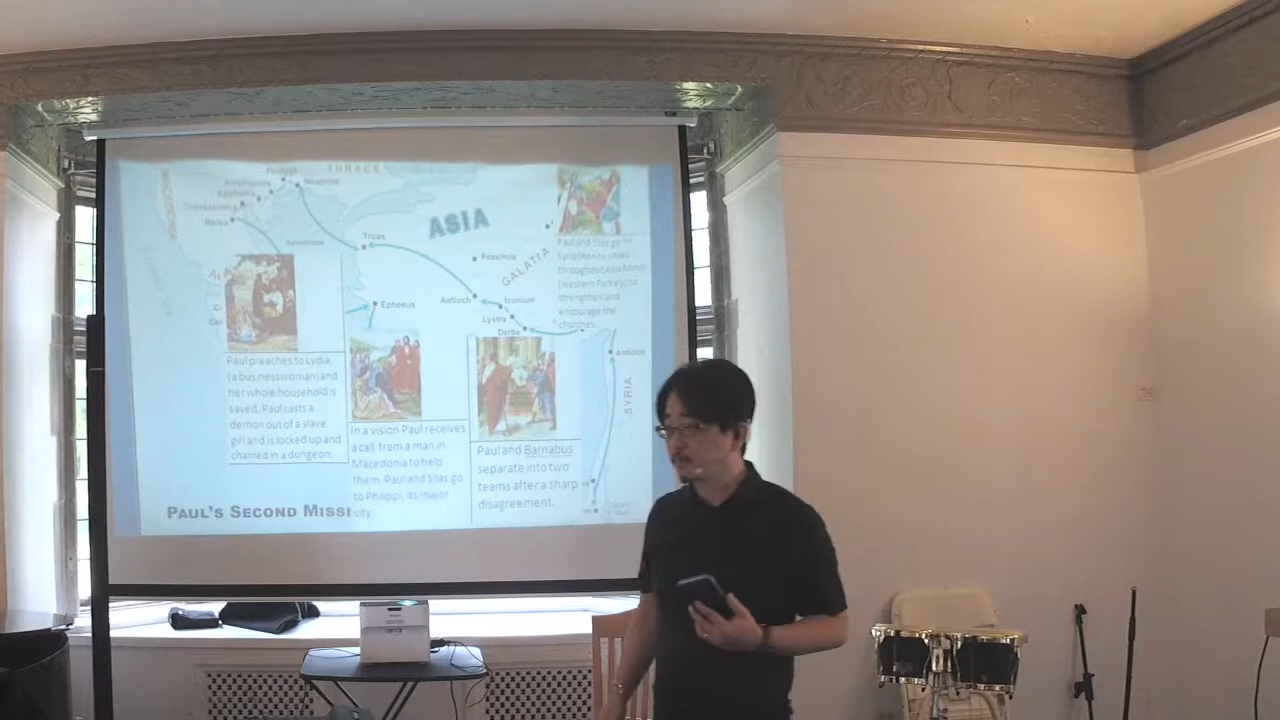 THRACE
Philippi
Neapolis
Thessalonica
Berea
ASIA
Troas
Pessinus
GALATIA
Antioch
Iconium
Lystra
Derbe
Ephesus
Antioch
SYRIA
Paul and Silas go to
Syria then to
throughout Asia Minor
(western Turkey) to
strengthen and
encourage the
churches.
Paul preaches to Lydia,
(a businesswoman) and
her whole household is
saved. Paul casts a
demon out of a slave
girl and is locked up and
chained in a dungeon.
In a vision Paul receives
a call from a man in
Macedonia to help
them. Paul and Silas go
to Philippi, its major
city.
Paul and Barnabus
separate into two
teams after a sharp
disagreement.
PAUL'S SECOND MISSI